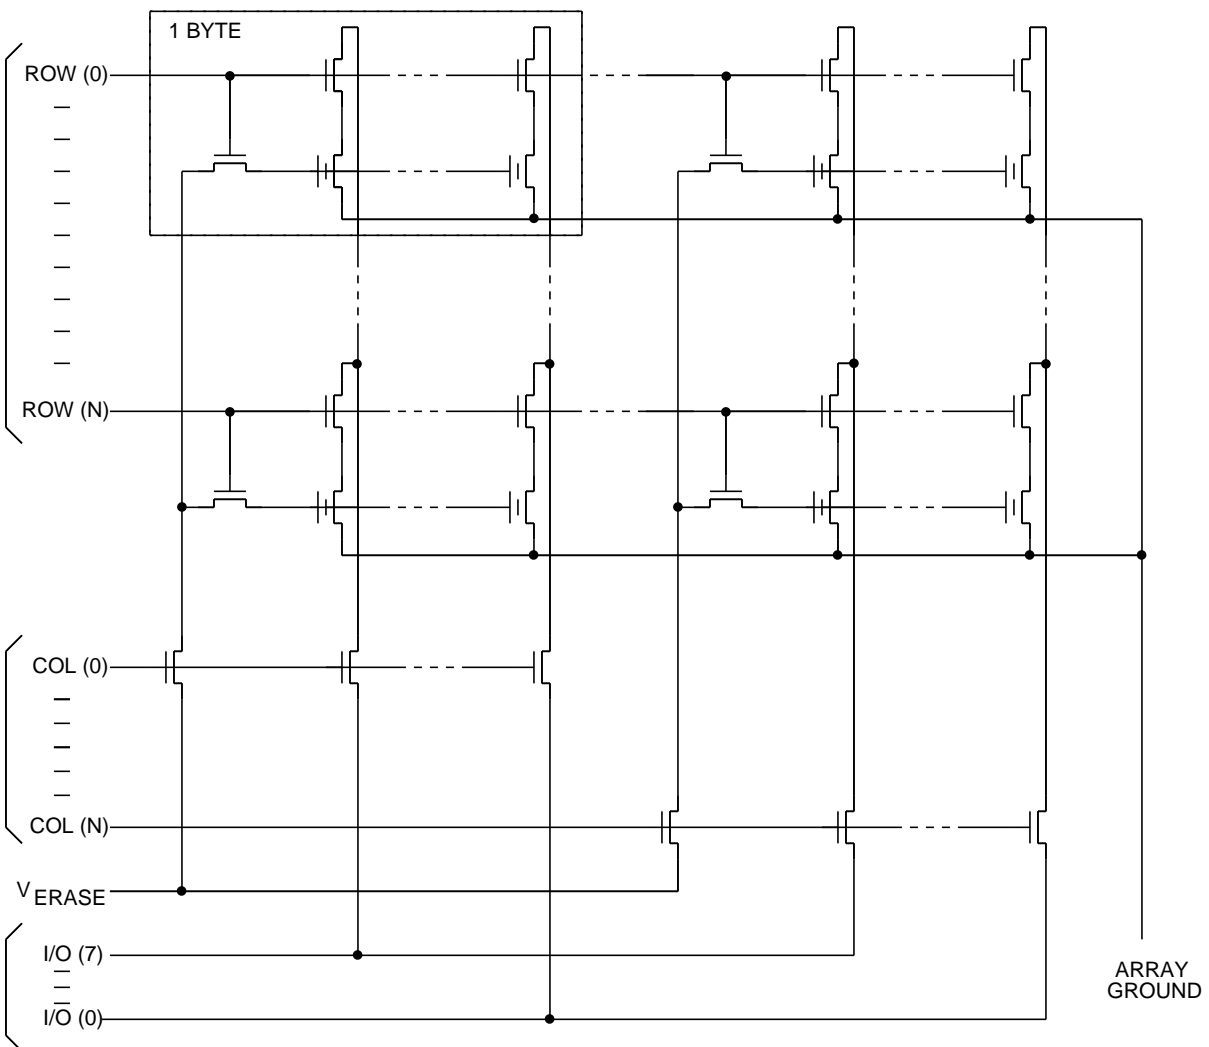 1 BYTE
ROW (0)
ROW (N)
COL (0)
COL (N)
V ERASE
I/O (7)
I/O (0)
ARRAY
GROUND